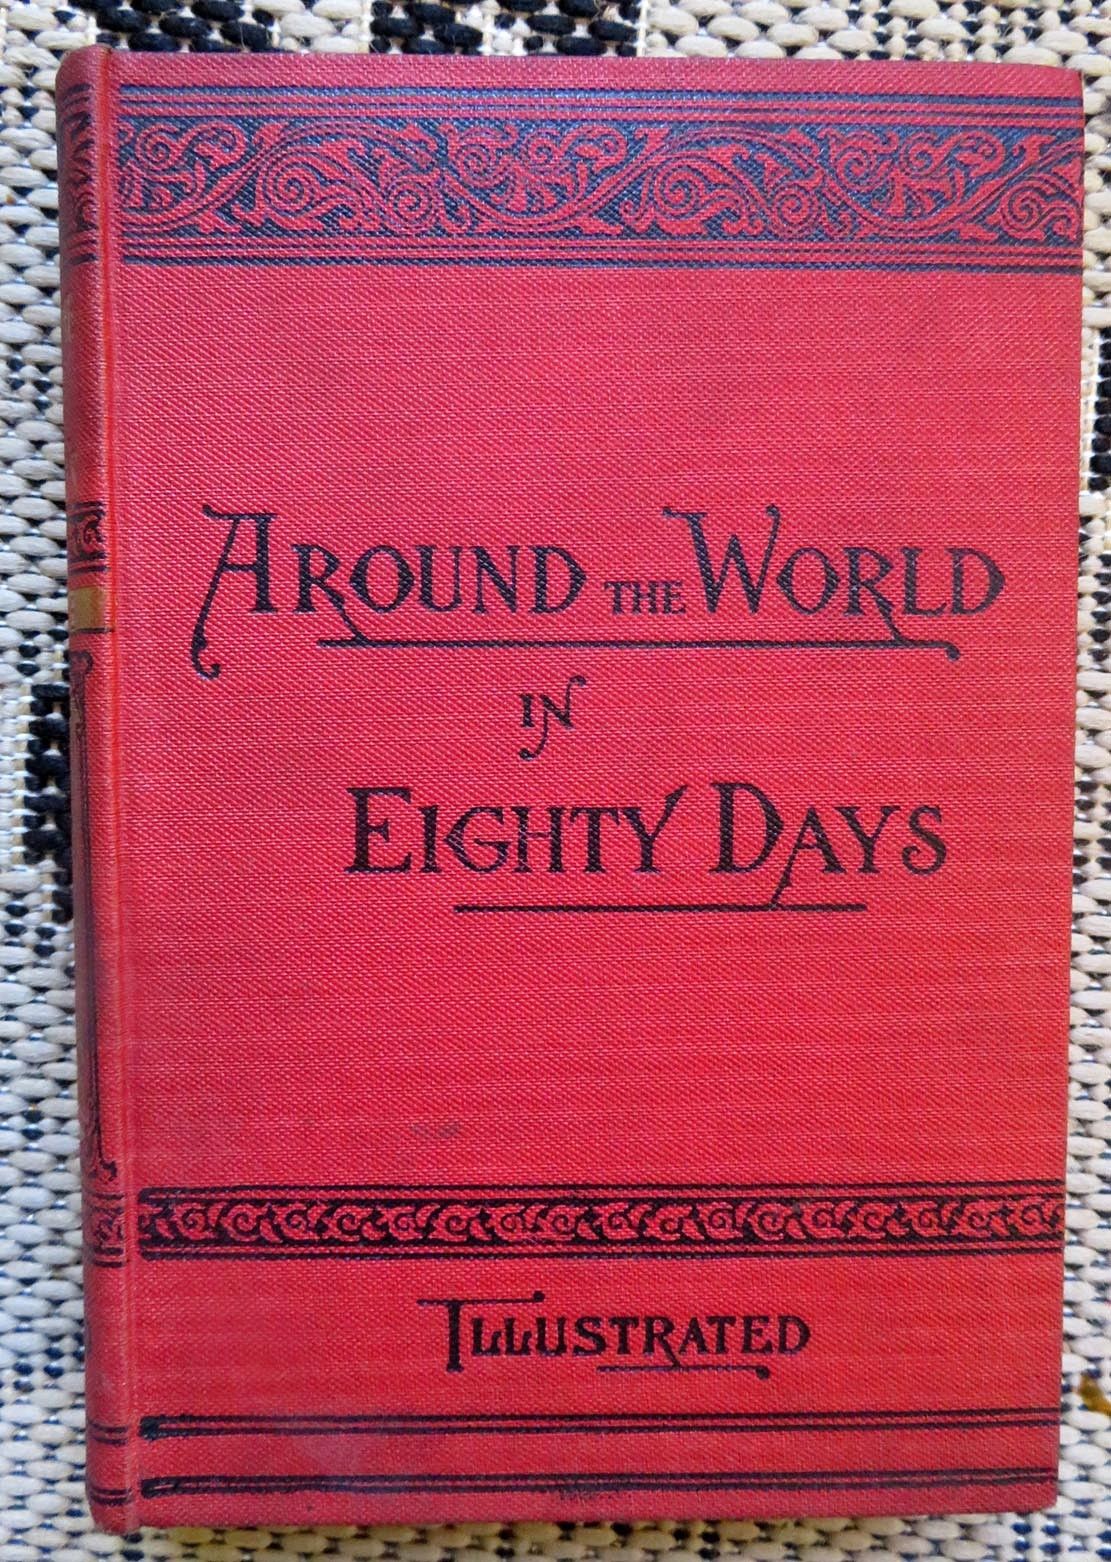 AROUND THE WORLD
IN
EIGHTY DAYS
ILLUSTRATED